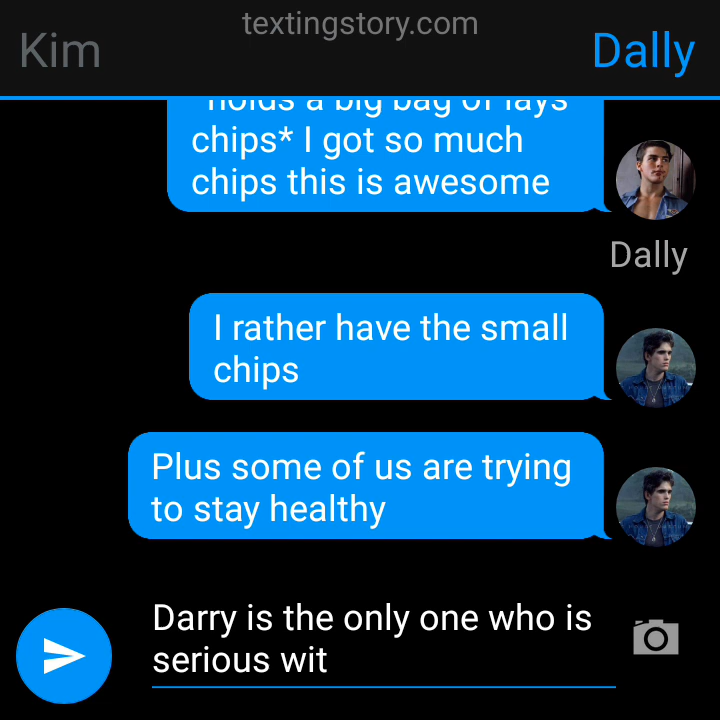 textingstory.com
Kim
Dally
*holds a big bag of lays
chips* I got so much
chips this is awesome
Dally
I rather have the small
chips
Plus some of us are trying
to stay healthy
Darry is the only one who is
serious wit